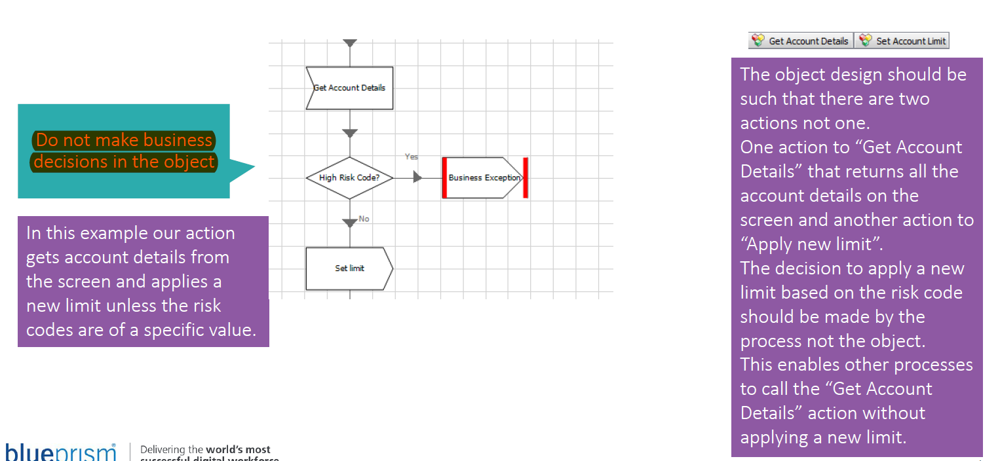 Do not make business
decisions in the object
In this example our action
gets account details from
the screen and applies a
new limit unless the risk
codes are of a specific value.
Get Account Details
High Risk Code?
Yes
Business Exception
No
Set limit
Get Account Details
Set Account Limit
The object design should be
such that there are two
actions not one.
One action to “Get Account
Details” that returns all the
account details on the
screen and another action to
“Apply new limit”.
The decision to apply a new
limit based on the risk code
should be made by the
process not the object.
This enables other processes
to call the “Get Account
Details” action without
applying a new limit.
blueprism®
Delivering the world’s most
successful digital workforce